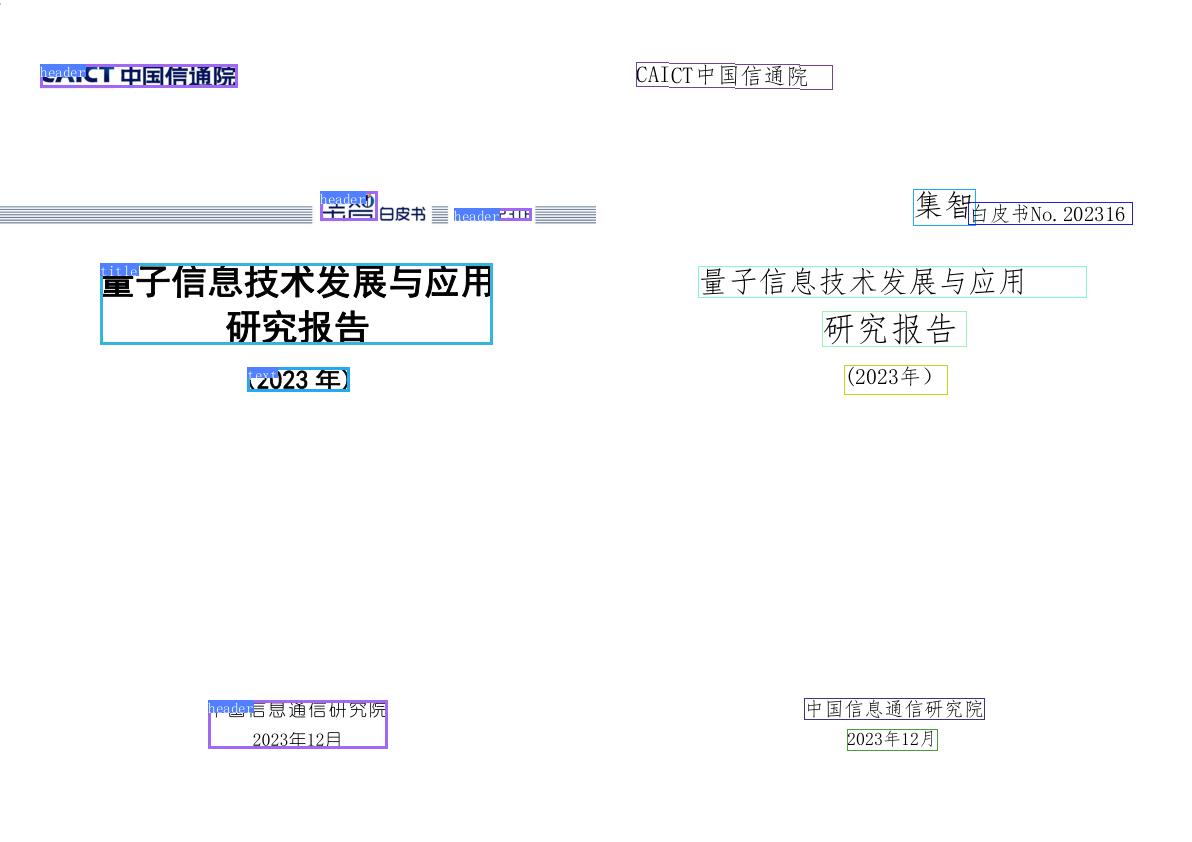 header
CAICT 中国信通院
header
白皮书
header
title
量子信息技术发展与应用
研究报告
text
(2023 年)
header
中国信息通信研究院
2023年12月
CAICT中国信通院
集智
白皮书No.202316
量子信息技术发展与应用
研究报告
(2023年）
中国信息通信研究院
2023年12月